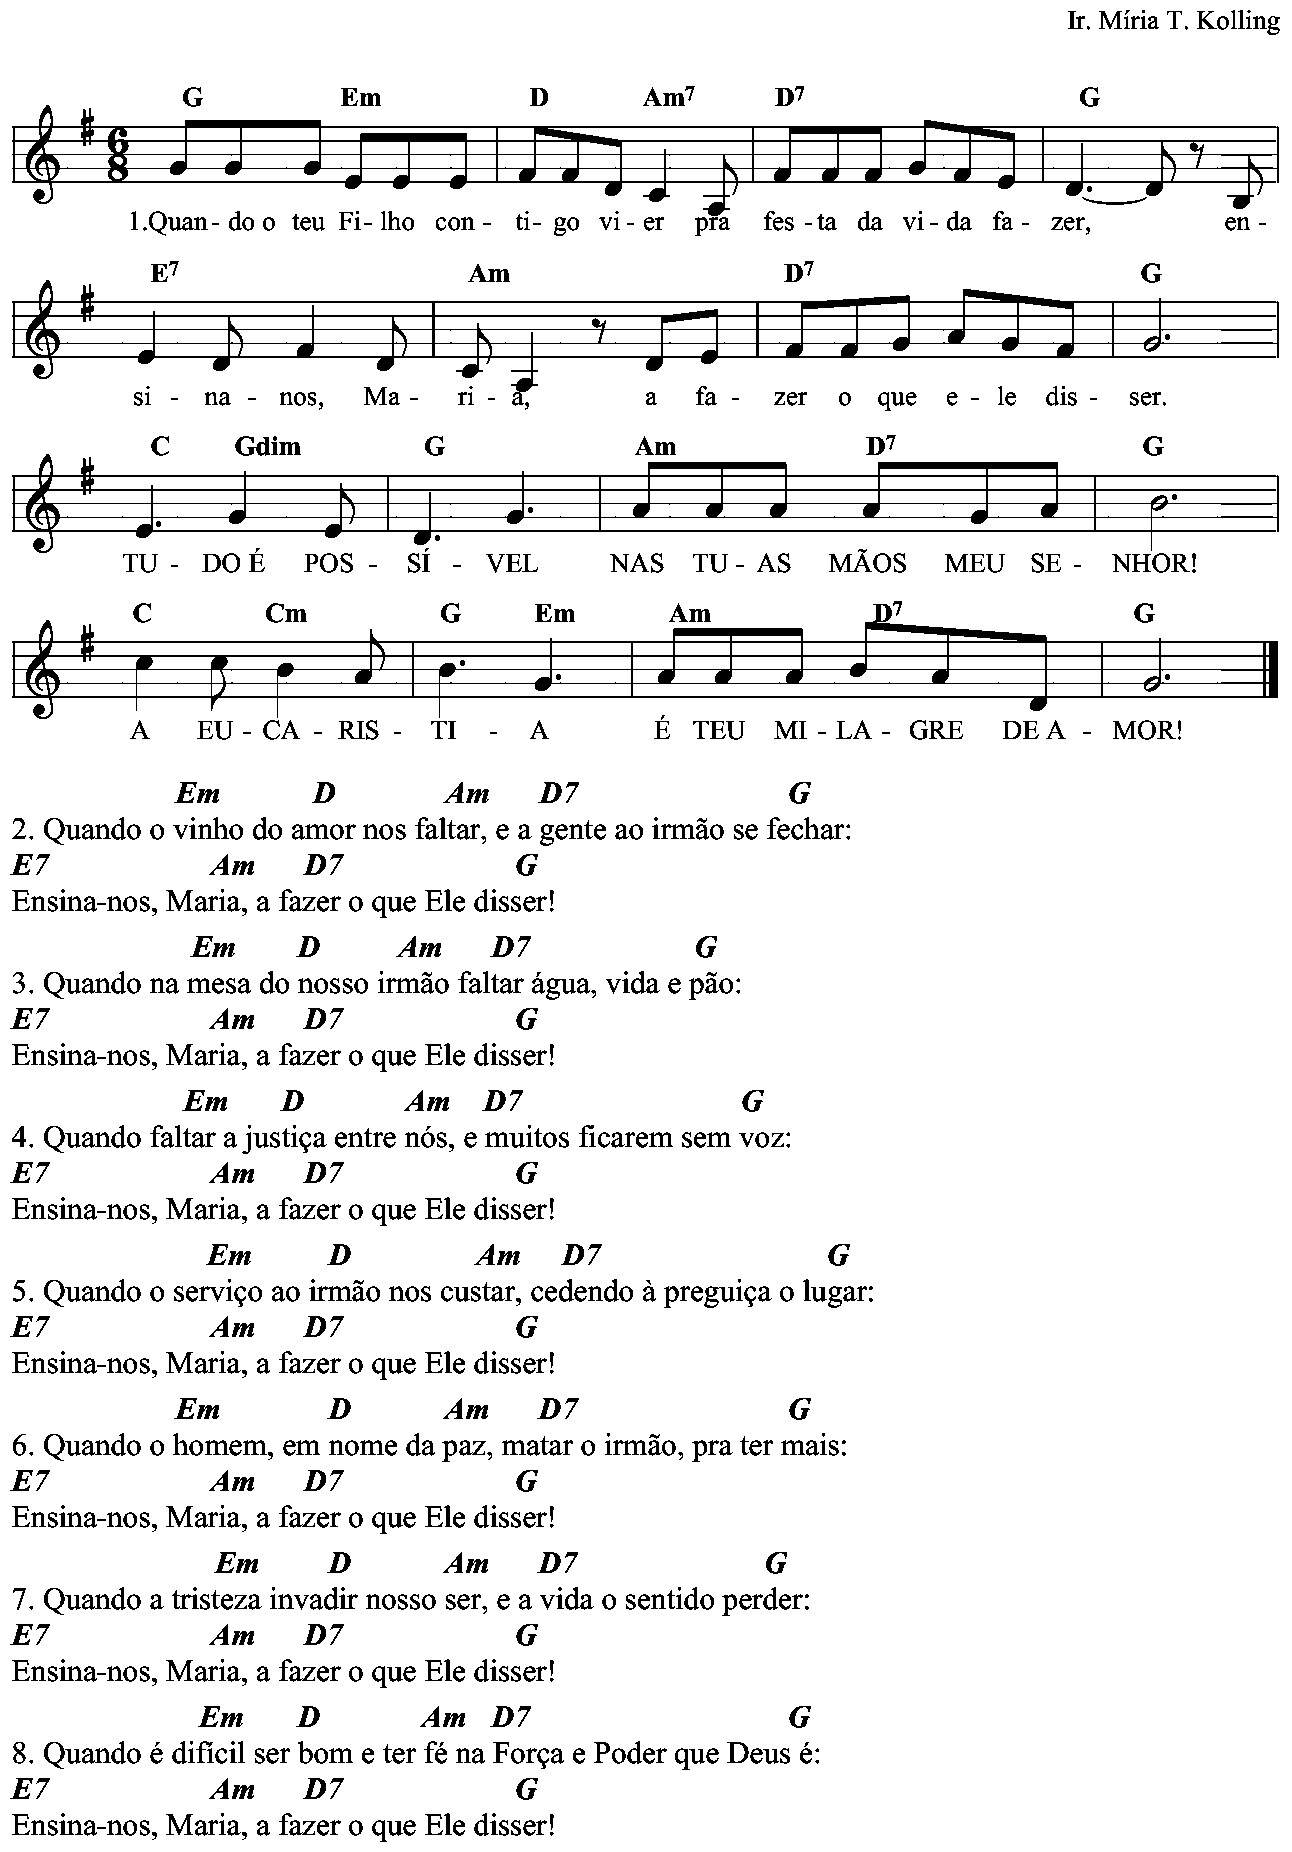 Ir. Míria T. Kolling
G Em D Am7 D7 G
6
8
1.Quan - do o teu Fi - lho con - ti - go vi - er pra fes - ta da vi - da fa - zer, en -
E7 Am D7 G
si - na - nos, Ma - ri - a, a fa - zer o que e - le dis - ser.
C Gdim G Am D7 G
TU - DO É POS - SÍ - VEL NAS TU - AS MÃOS MEU SE - NHOR!
C Cm G Em Am D7 G
A EU - CA - RIS - TI - A É TEU MI - LA - GRE DE A - MOR!
Em D Am D7 G
2. Quando o vinho do amor nos faltar, e a gente ao irmão se fechar:
E7 Am D7 G
Ensina-nos, Maria, a fazer o que Ele disser!
Em D Am D7 G
3. Quando na mesa do nosso irmão faltar água, vida e pão:
E7 Am D7 G
Ensina-nos, Maria, a fazer o que Ele disser!
Em D Am D7 G
4. Quando faltar a justiça entre nós, e muitos ficarem sem voz:
E7 Am D7 G
Ensina-nos, Maria, a fazer o que Ele disser!
Em D Am D7 G
5. Quando o serviço ao irmão nos custar, cedendo à preguiça o lugar:
E7 Am D7 G
Ensina-nos, Maria, a fazer o que Ele disser!
Em D Am D7 G
6. Quando o homem, em nome da paz, matar o irmão, pra ter mais:
E7 Am D7 G
Ensina-nos, Maria, a fazer o que Ele disser!
Em D Am D7 G
7. Quando a tristeza invadir nosso ser, e a vida o sentido perder:
E7 Am D7 G
Ensina-nos, Maria, a fazer o que Ele disser!
Em D Am D7 G
8. Quando é difícil ser bom e ter fé na Força e Poder que Deus é:
E7 Am D7 G
Ensina-nos, Maria, a fazer o que Ele disser!